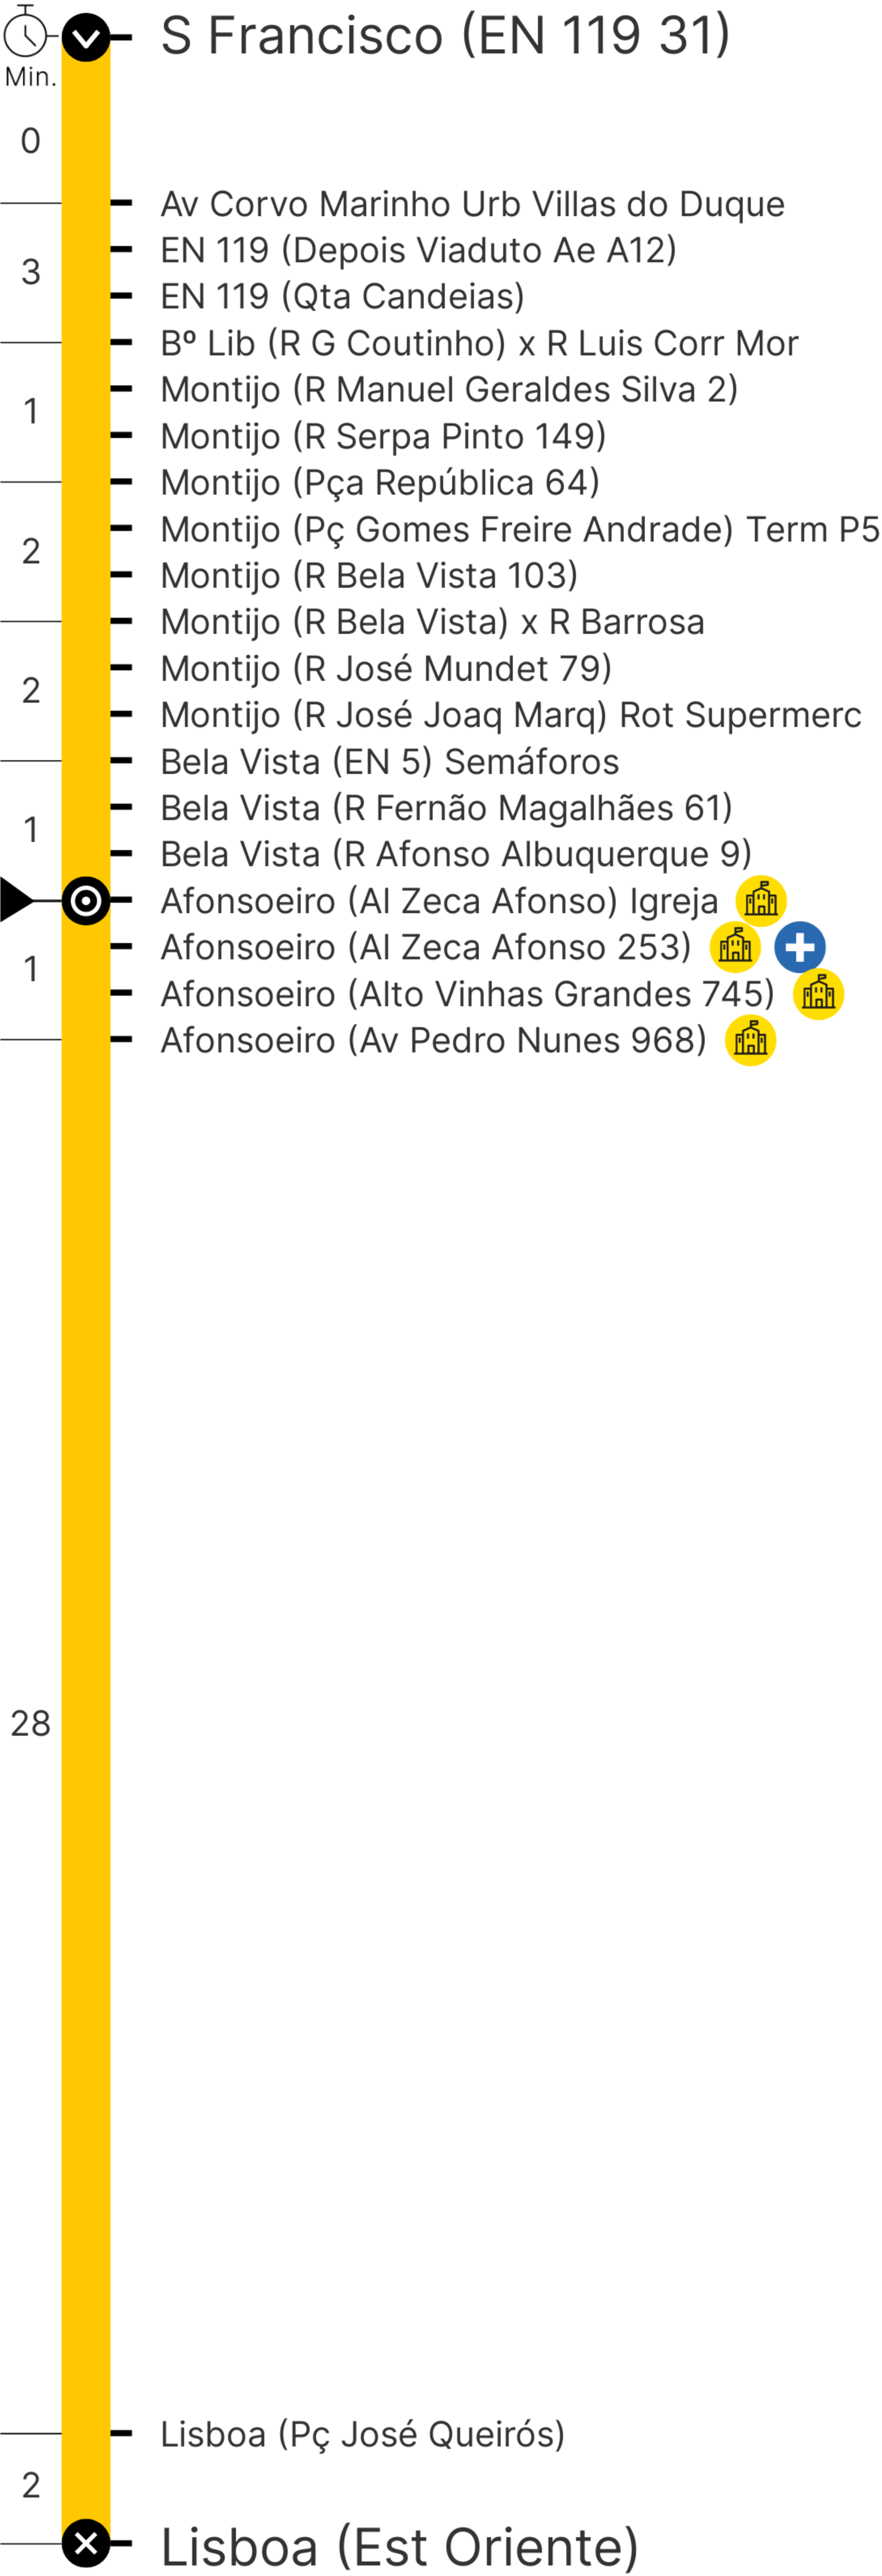 S Francisco (EN 119 31)
Min.
0
Av Corvo Marinho Urb Villas do Duque
EN 119 (Depois Viaduto Ae A12)
3
EN 119 (Qta Candeias)
Bº Lib (R G Coutinho) x R Luis Corr Mor
Montijo (R Manuel Geraldes Silva 2)
1
Montijo (R Serpa Pinto 149)
Montijo (Pça República 64)
Montijo (Pç Gomes Freire Andrade) Term P5
2
Montijo (R Bela Vista 103)
Montijo (R Bela Vista) x R Barrosa
Montijo (R José Mundet 79)
2
Montijo (R José Joaq Marq) Rot Supermerc
Bela Vista (EN 5) Semáforos
Bela Vista (R Fernão Magalhães 61)
1
Bela Vista (R Afonso Albuquerque 9)
Afonsoeiro (Al Zeca Afonso) Igreja
Afonsoeiro (Al Zeca Afonso 253)
1
Afonsoeiro (Alto Vinhas Grandes 745)
Afonsoeiro (Av Pedro Nunes 968)
28
Lisboa (Pç José Queirós)
2
Lisboa (Est Oriente)